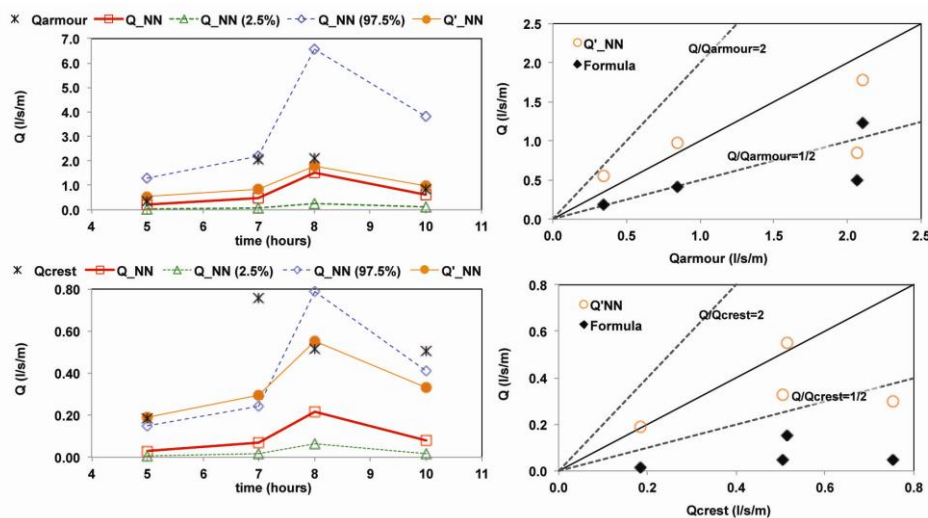 Qarmour Q_NN Q_NN (2.5%) Q_NN (97.5%) Q'_NN
7.0
6.0
5.0
4.0
3.0
2.0
1.0
0.0
Q (l/s/m)
4 5 6 7 8 9 10 11
time (hours)
2.5
2.0
1.5
1.0
0.5
0.0
Q (l/s/m)
Q'_NN
Formula
Q/Qarmour=2
Q/Qarmour=1/2
0.0 0.5 1.0 1.5 2.0 2.5
Qarmour (l/s/m)
Qcrest Q_NN Q_NN (2.5%) Q_NN (97.5%) Q'_NN
0.80
0.60
0.40
0.20
0.00
Q (l/s/m)
4 5 6 7 8 9 10 11
time (hours)
0.8
0.6
0.4
0.2
0.0
Q (l/s/m)
Q'NN
Formula
Q/Qcrest=2
Q/Qcrest=1/2
0.0 0.2 0.4 0.6 0.8
Qcrest (l/s/m)